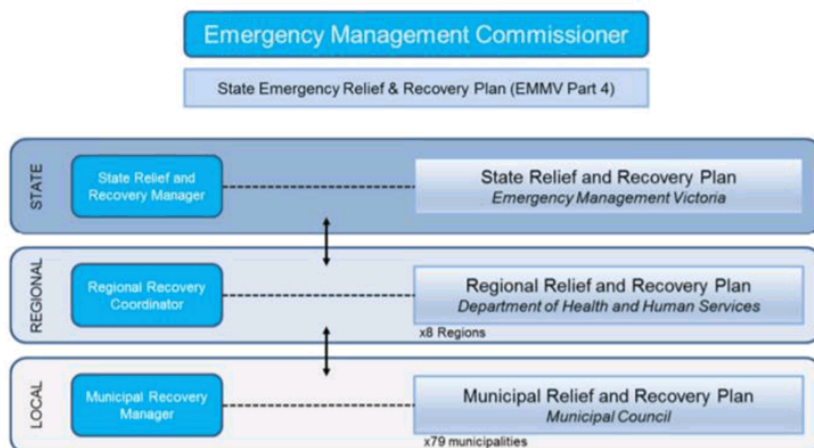 Emergency Management Commissioner
State Emergency Relief & Recovery Plan (EMMV Part 4)
STATE
State Relief and
Recovery Manager
State Relief and Recovery Plan
Emergency Management Victoria
REGIONAL
Regional Recovery
Coordinator
Regional Relief and Recovery Plan
Department of Health and Human Services
x8 Regions
LOCAL
Municipal Recovery
Manager
Municipal Relief and Recovery Plan
Municipal Council
x79 municipalities